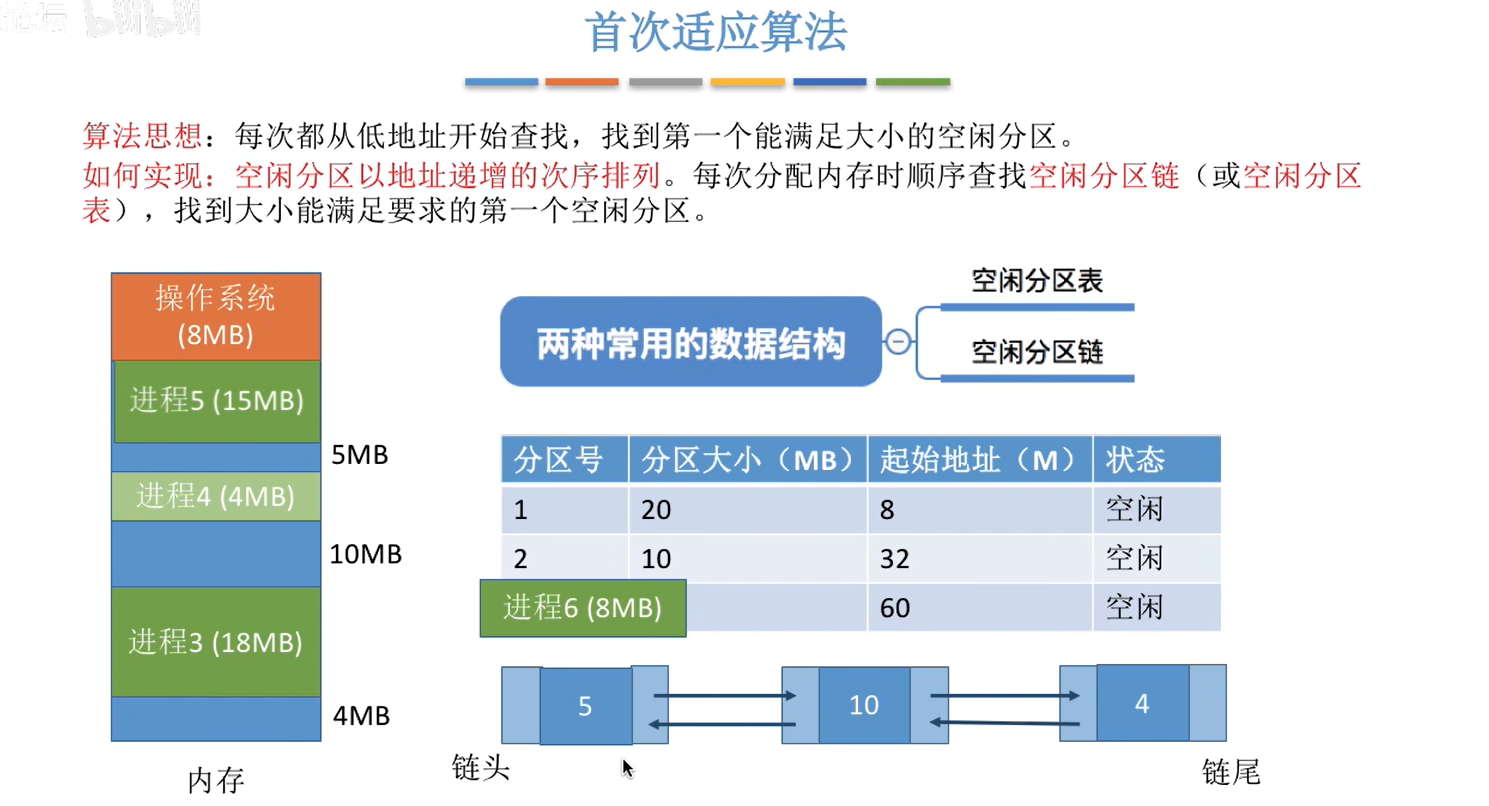 论坛 bilibili
首次适应算法
算法思想：每次都从低地址开始查找，找到第一个能满足大小的空闲分区。
如何实现：空闲分区以地址递增的次序排列。每次分配内存时顺序查找空闲分区链（或空闲分区
表），找到大小能满足要求的第一个空闲分区。
操作系统
(8MB)
进程5 (15MB)
5MB
进程4 (4MB)
10MB
进程3 (18MB)
4MB
内存
两种常用的数据结构
空闲分区表
空闲分区链
分区号 分区大小（MB） 起始地址（M） 状态
1 20 8 空闲
2 10 32 空闲
进程6 (8MB) 60 空闲
5 10 4
链头 链尾